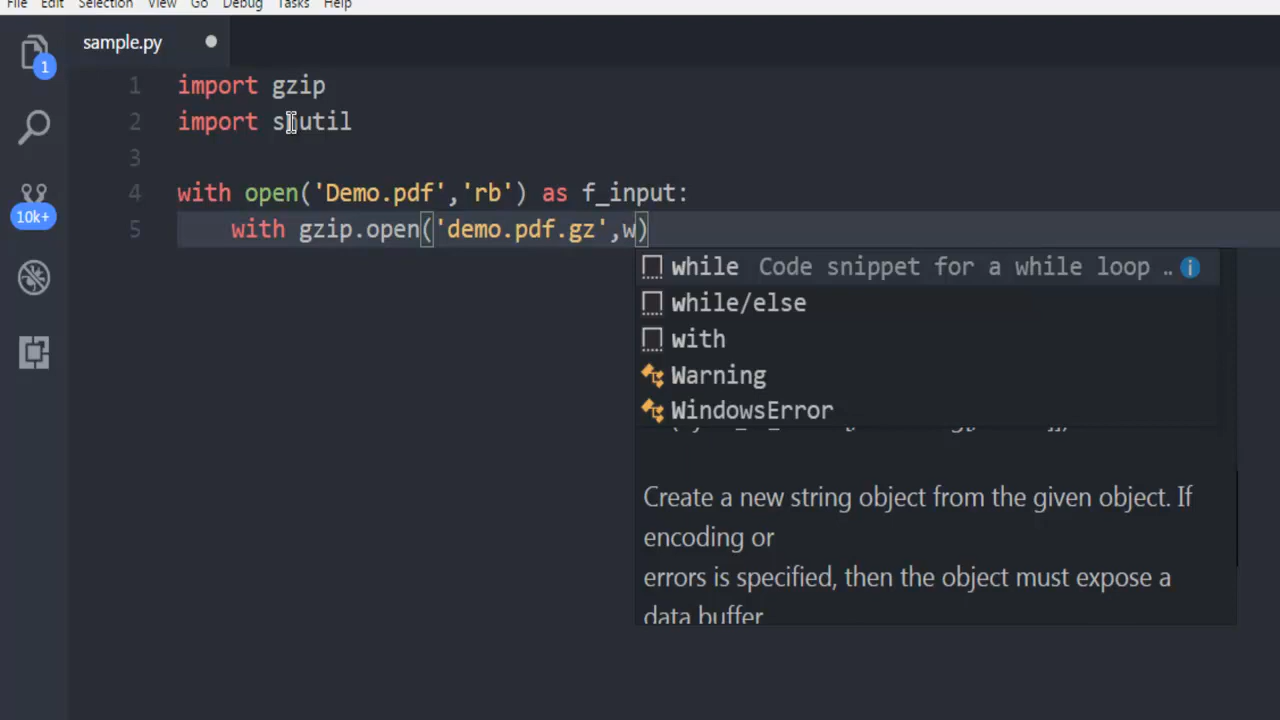 File Edit Selection View Go Debug Tasks Help
sample.py
1
1 import gzip
2 import shutil
3
4 with open('Demo.pdf','rb') as f_input:
10k+
5 with gzip.open('demo.pdf.gz',w)
while Code snippet for a while loop ..
while/else
with
Warning
WindowsError
Create a new string object from the given object. If
encoding or
errors is specified, then the object must expose a
data buffer